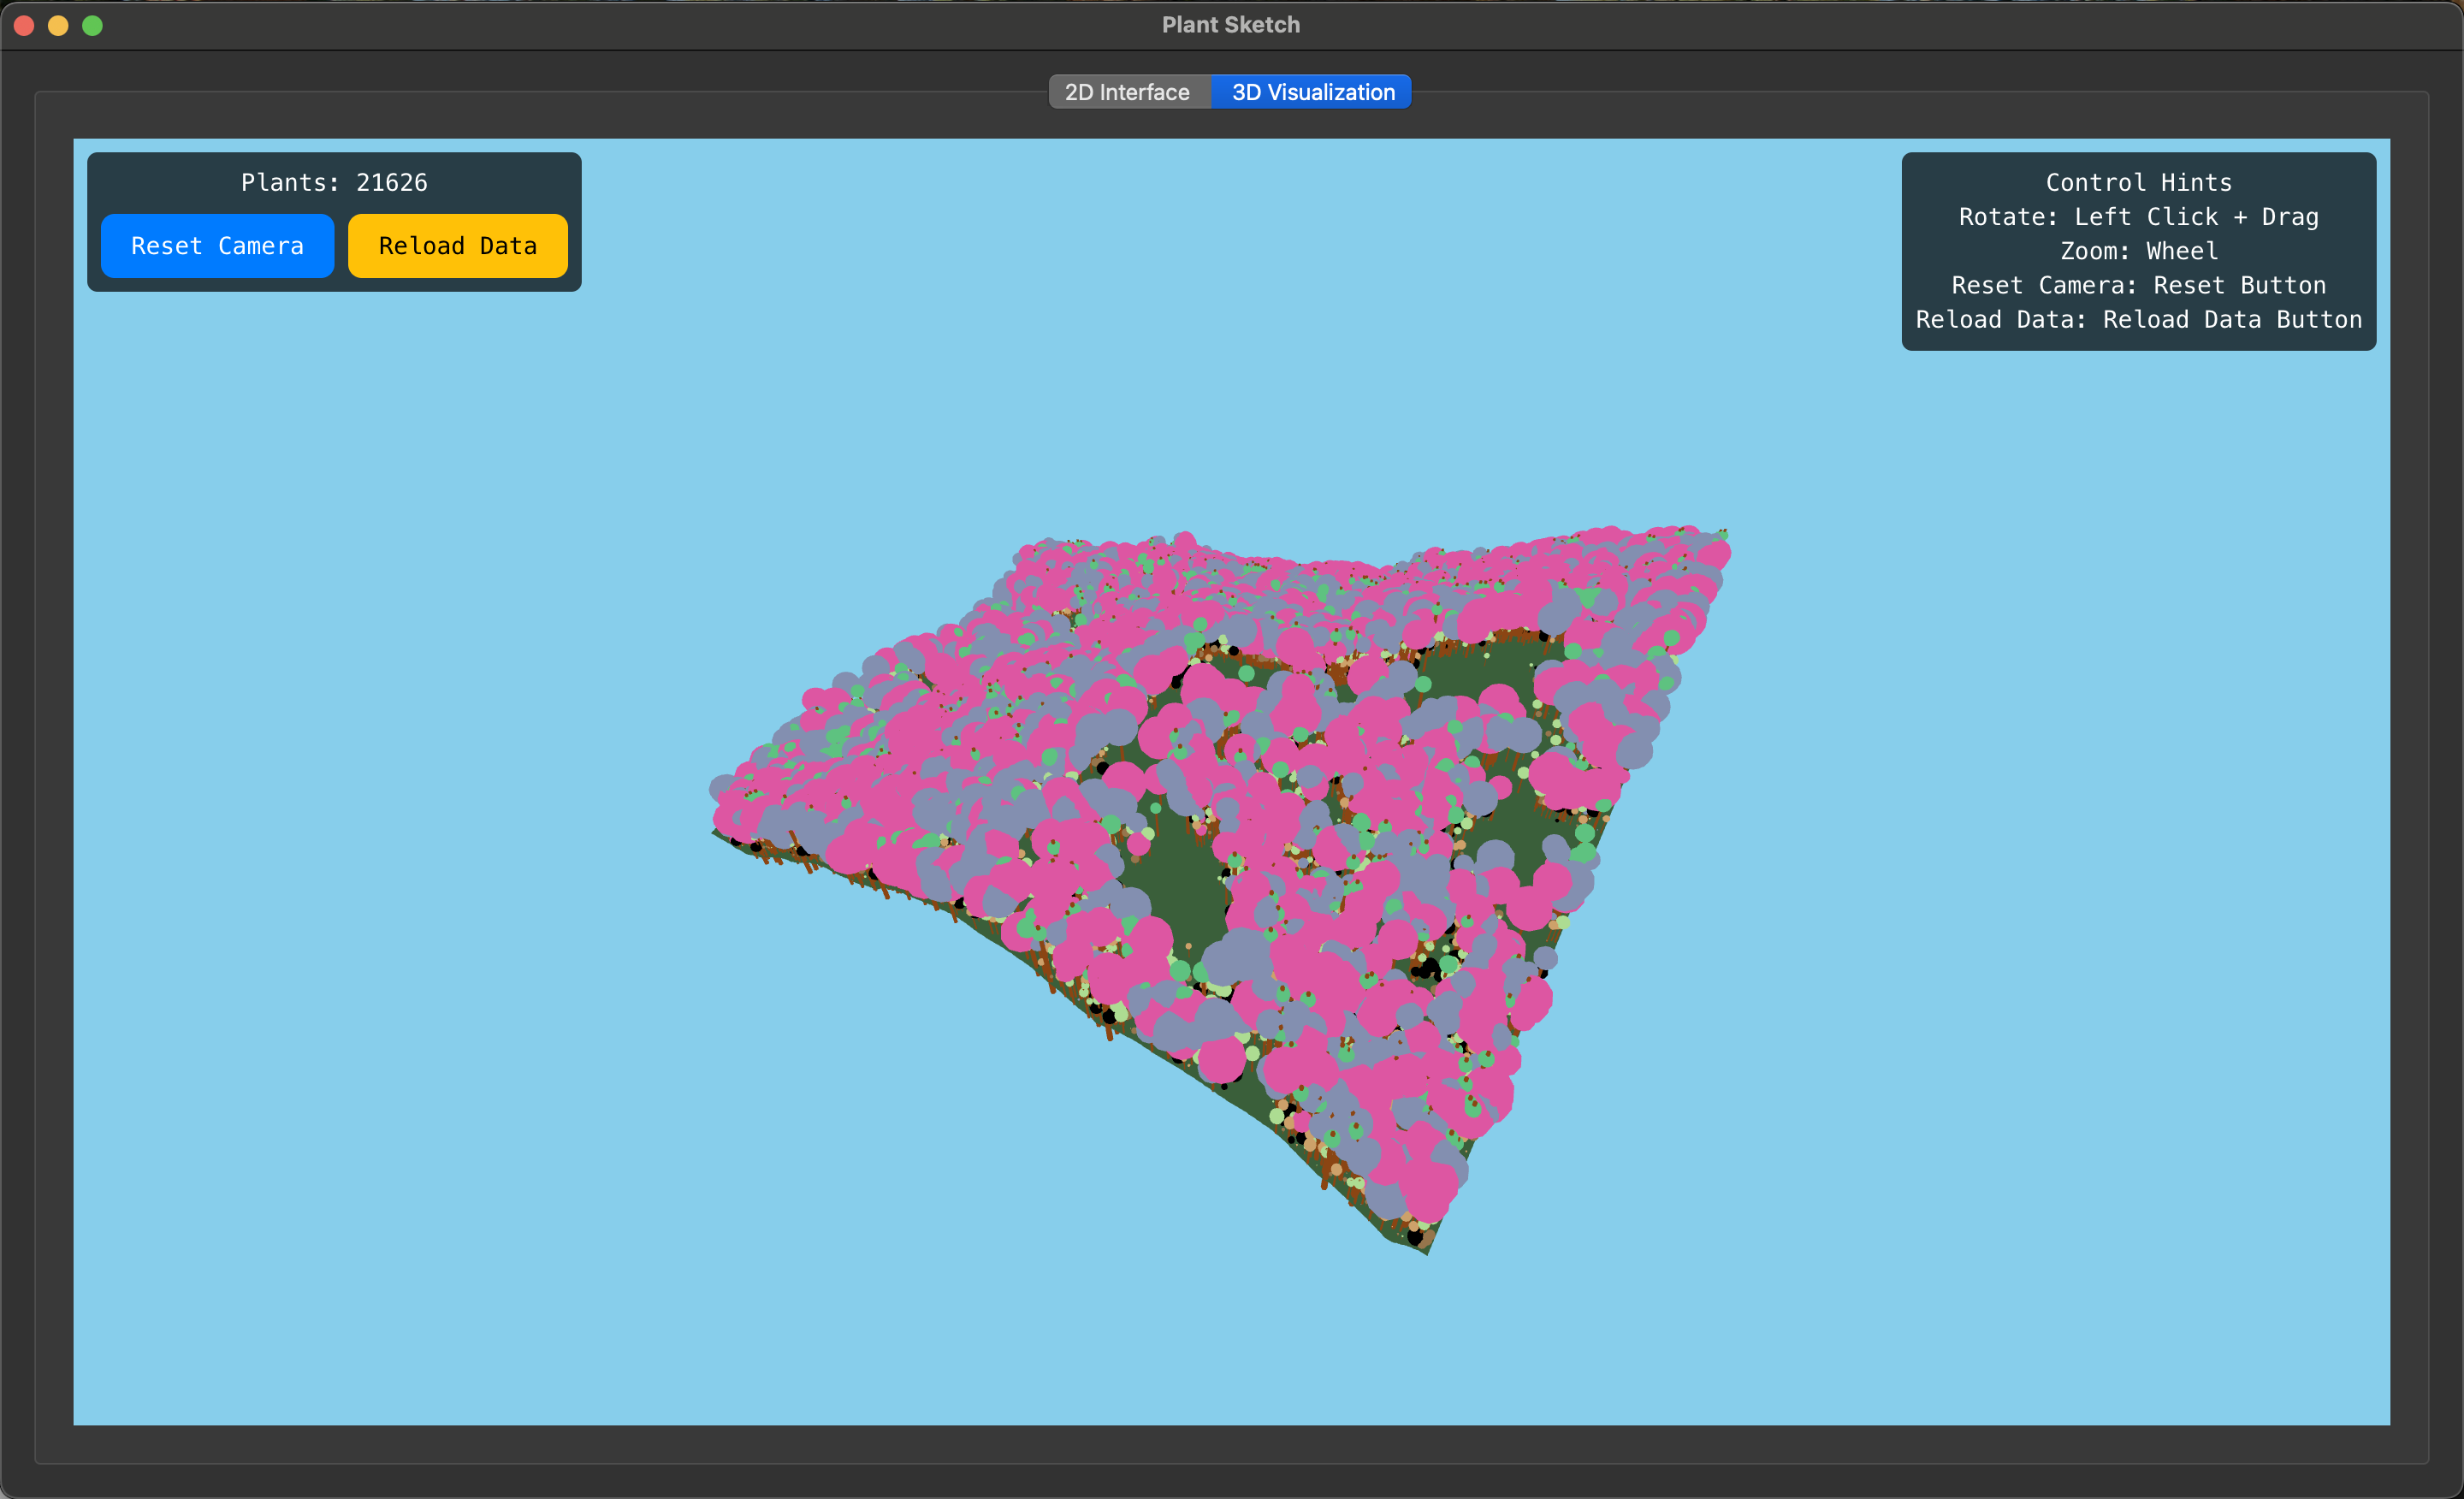 Plant Sketch
2D Interface
3D Visualization
Plants: 21626
Reset Camera
Reload Data
Control Hints
Rotate: Left Click + Drag
Zoom: Wheel
Reset Camera: Reset Button
Reload Data: Reload Data Button